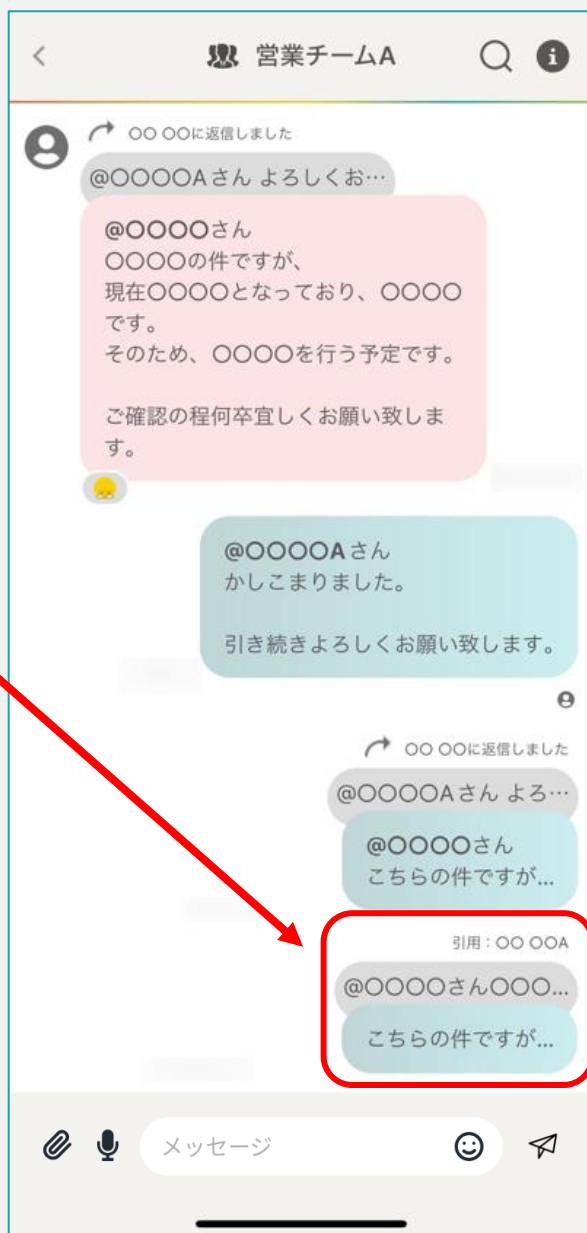 営業チームA
〇〇 〇〇に返信しました
@〇〇〇〇Aさん よろしくお…
@〇〇〇〇さん
〇〇〇〇の件ですが、
現在〇〇〇〇となっており、〇〇〇〇
です。
そのため、〇〇〇〇を行う予定です。
ご確認の程何卒宜しくお願い致しま
す。
@〇〇〇〇Aさん
かしこまりました。
引き続きよろしくお願い致します。
〇〇 〇〇に返信しました
@〇〇〇〇Aさん よろ…
@〇〇〇〇さん
こちらの件ですが...
引用：〇〇 〇〇A
@〇〇〇〇さん〇〇〇...
こちらの件ですが...
メッセージ